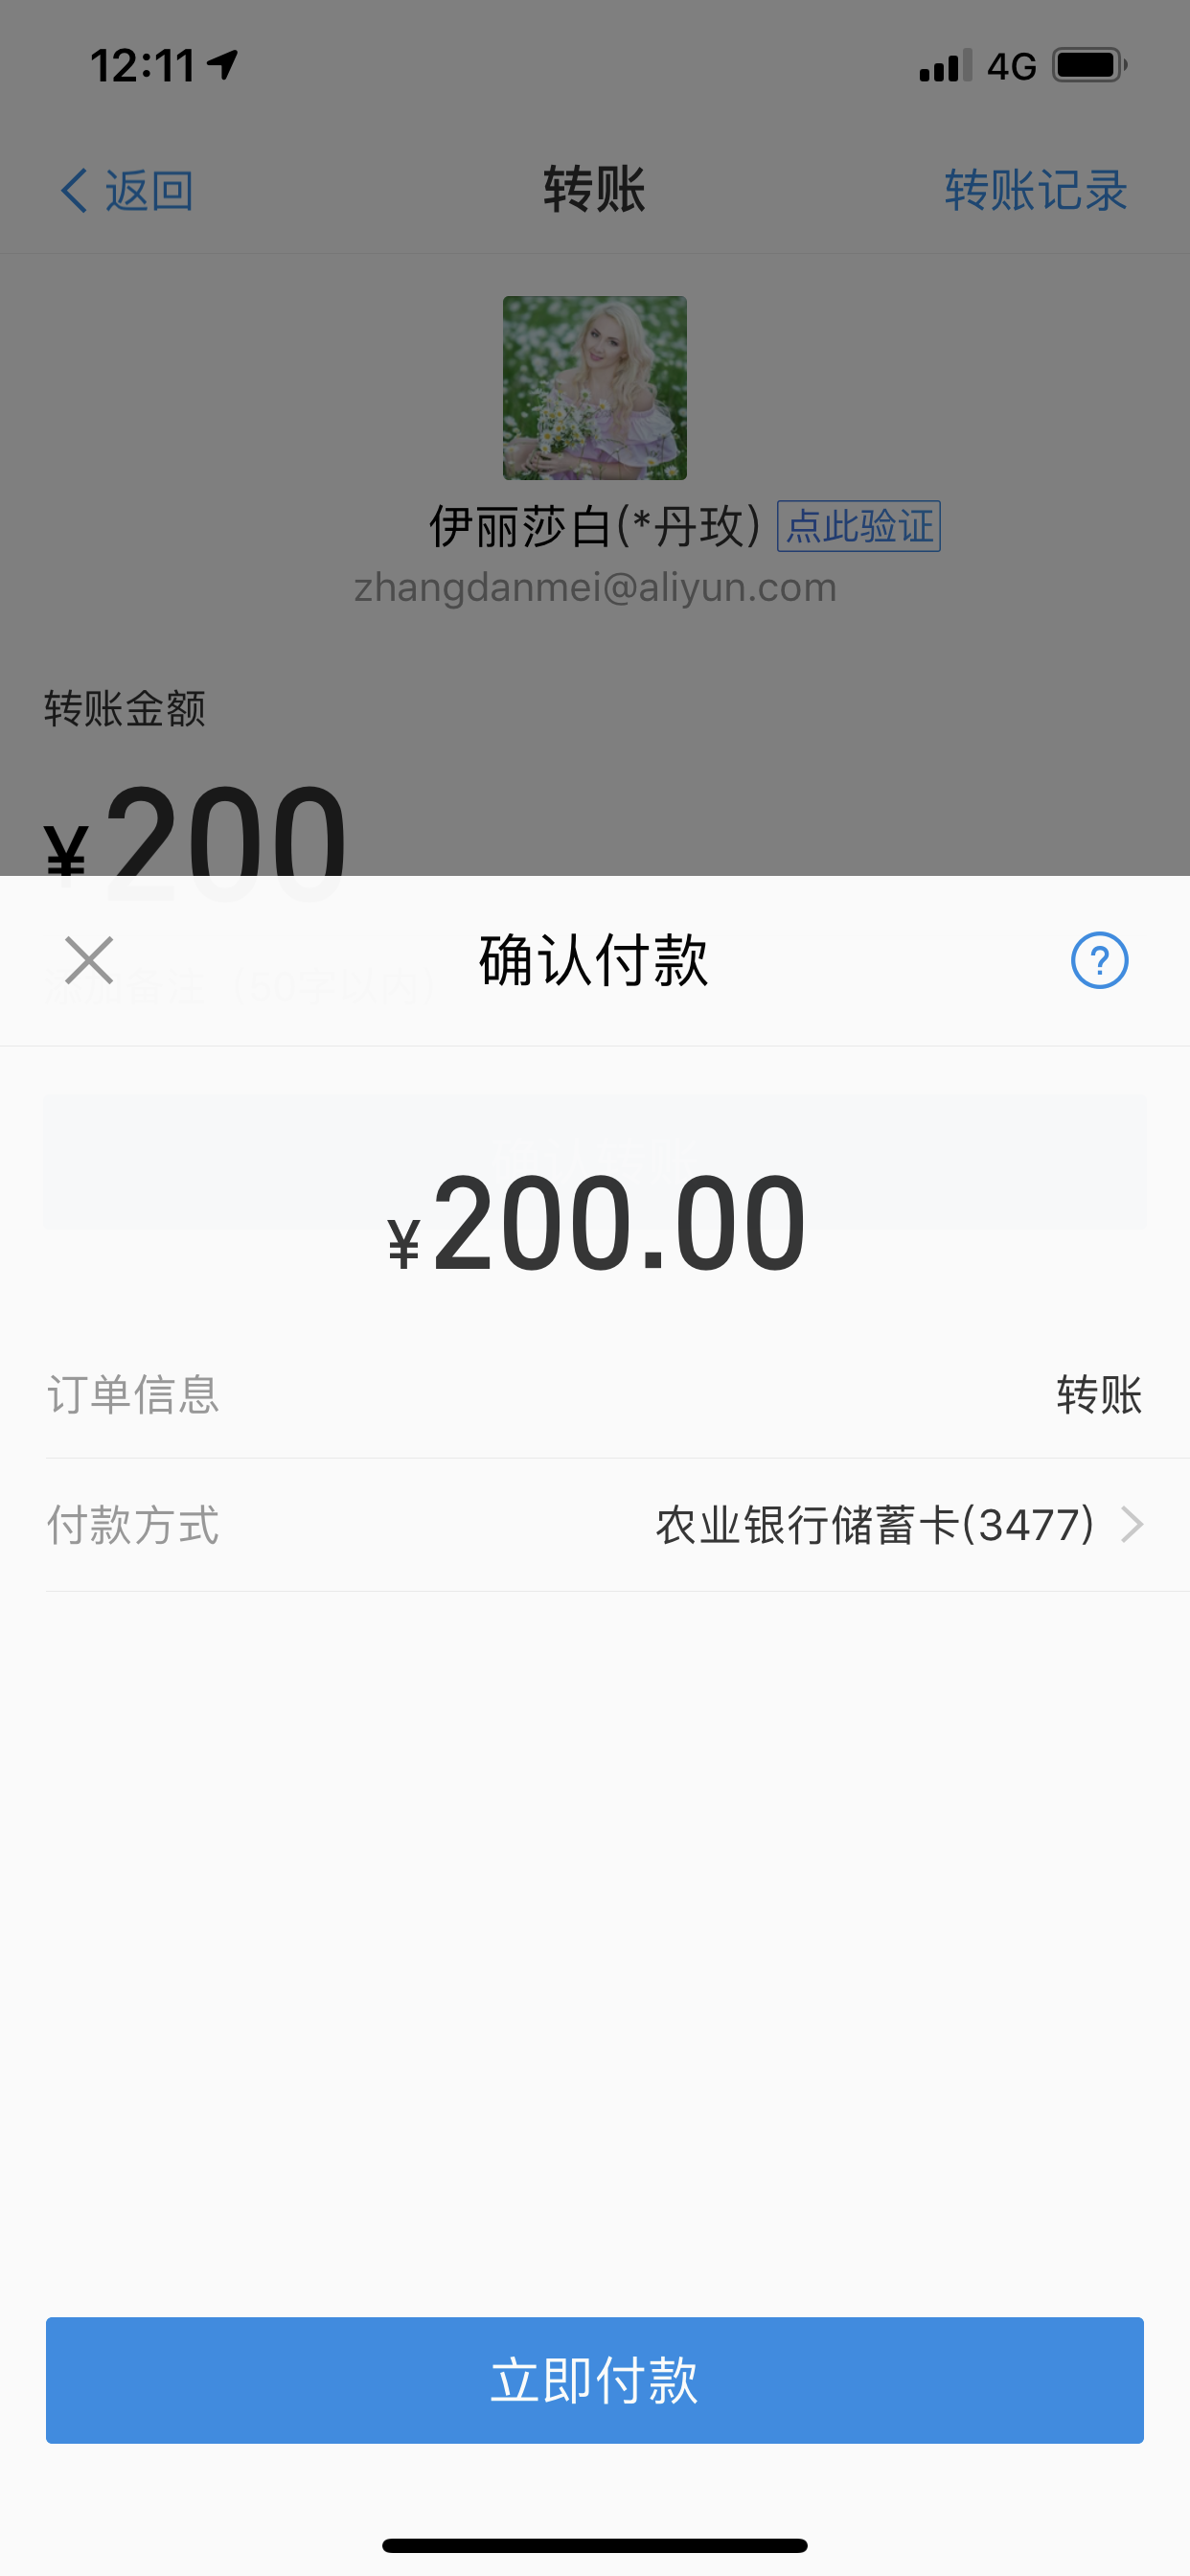 12:11 4G
返回 转账 转账记录
伊丽莎白(*丹玫) 点此验证
zhangdanmei@aliyun.com
转账金额
¥200
确认付款 ?
¥200.00
订单信息 转账
付款方式 农业银行储蓄卡(3477)
立即付款